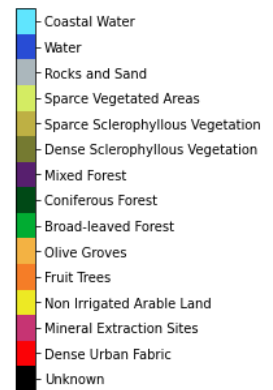 Coastal Water
Water
Rocks and Sand
Sparce Vegetated Areas
Sparce Sclerophyllous Vegetation
Dense Sclerophyllous Vegetation
Mixed Forest
Coniferous Forest
Broad-leaved Forest
Olive Groves
Fruit Trees
Non Irrigated Arable Land
Mineral Extraction Sites
Dense Urban Fabric
Unknown